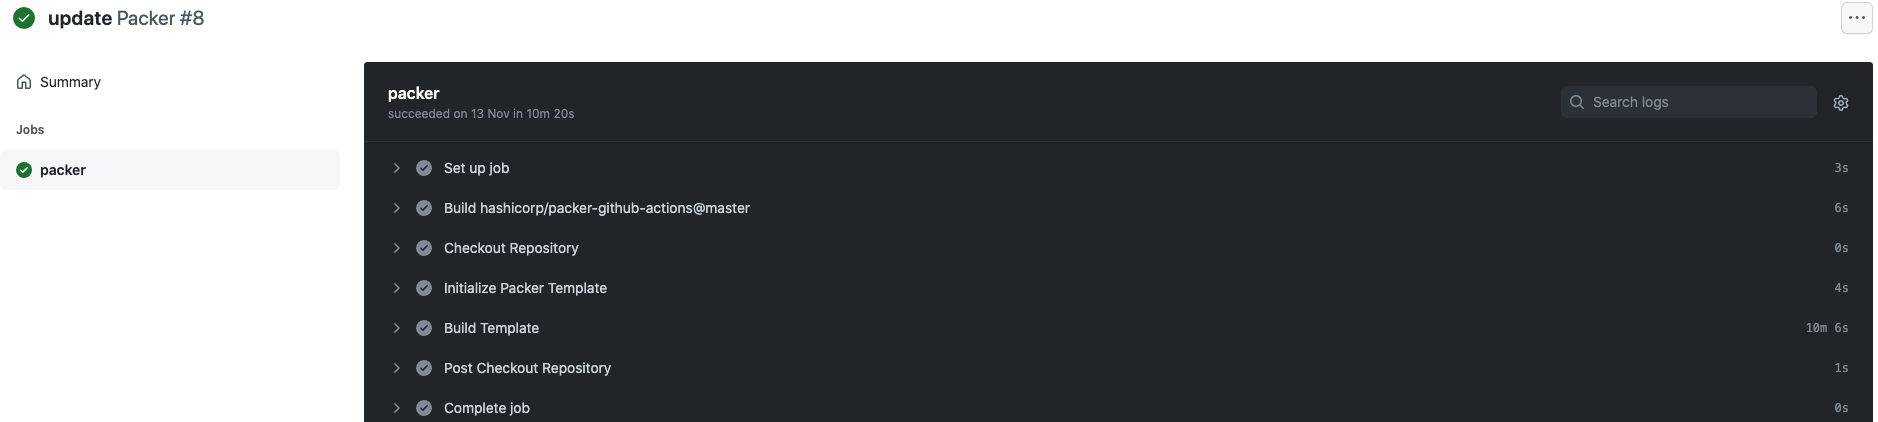 update Packer #8
Summary
Jobs
packer
packer
succeeded on 13 Nov in 10m 20s
Search logs
Set up job 3s
Build hashicorp/packer-github-actions@master 6s
Checkout Repository 0s
Initialize Packer Template 4s
Build Template 10m 6s
Post Checkout Repository 1s
Complete job 0s